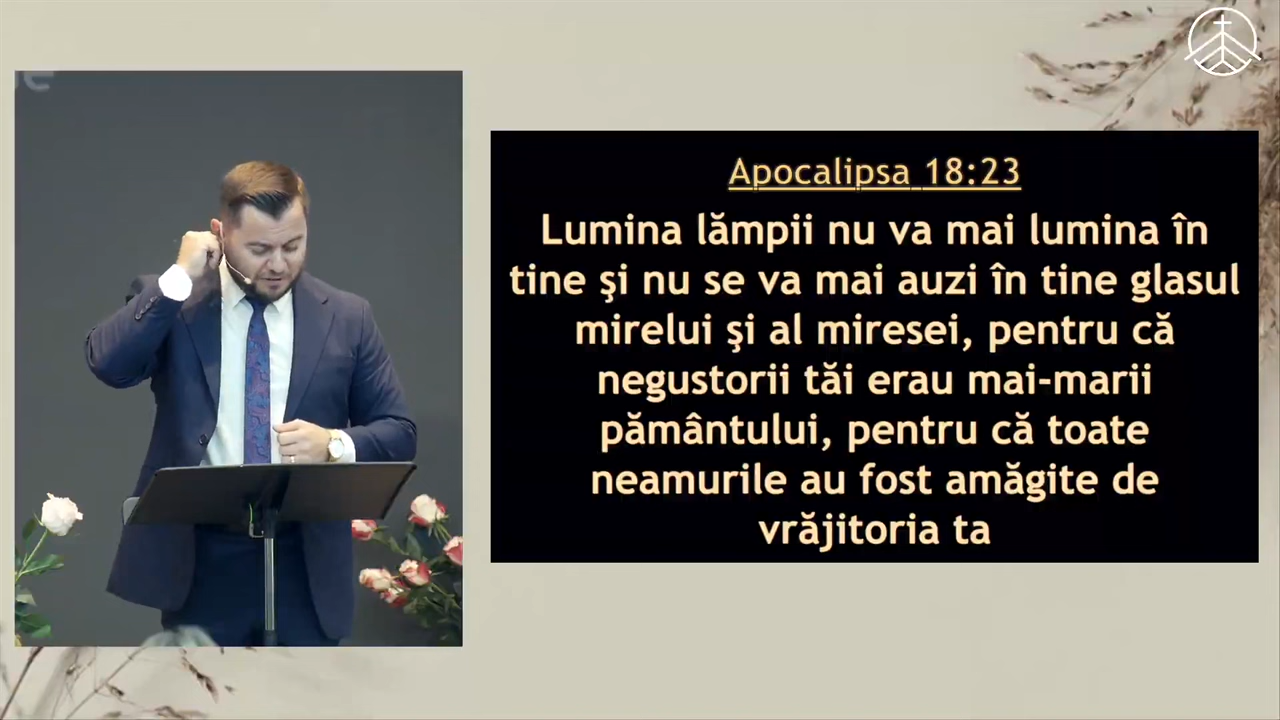 Apocalipsa 18:23
Lumina lămpii nu va mai lumina în
tine şi nu se va mai auzi în tine glasul
mirelui şi al miresei, pentru că
negustorii tăi erau mai-marii
pământului, pentru că toate
neamurile au fost amăgite de
vrăjitoria ta